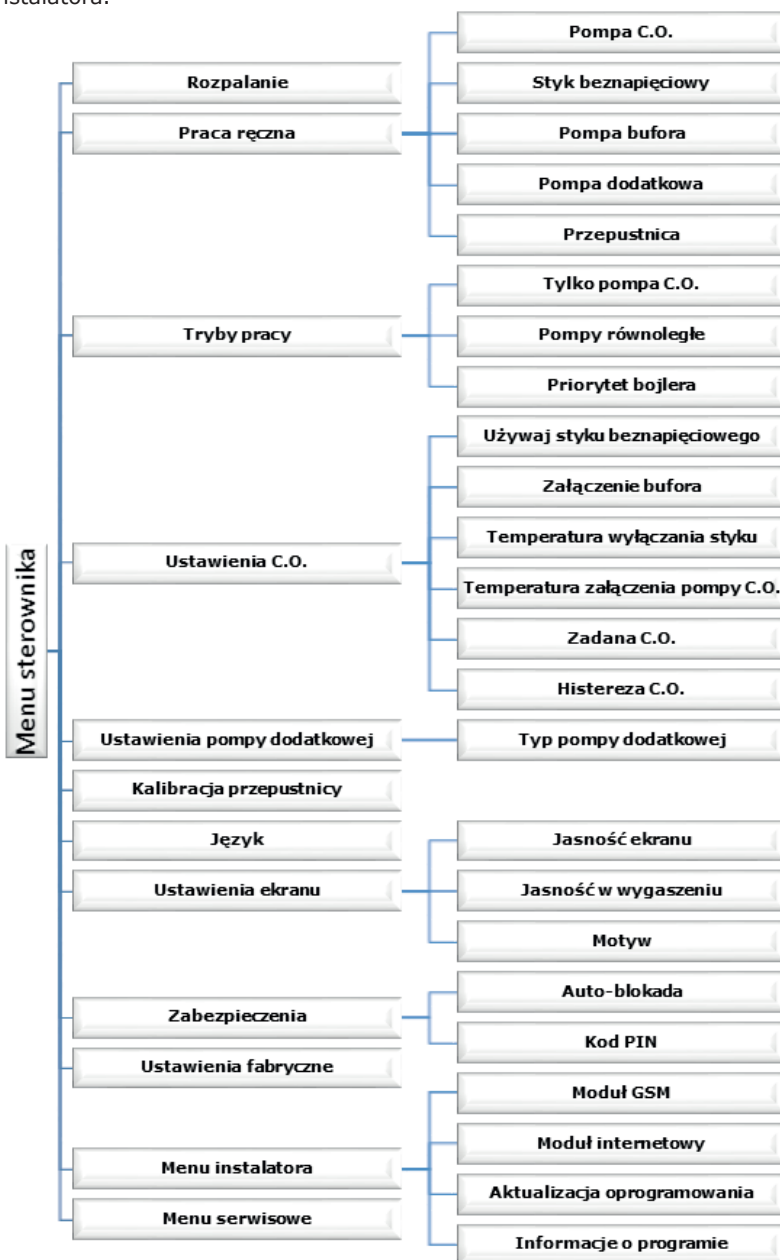 instalatora.
Menu sterownika
Rozpalanie
Praca ręczna
Pompa C.O.
Styk beznapięciowy
Pompa bufora
Pompa dodatkowa
Przepustnica
Tryby pracy
Tylko pompa C.O.
Pompy równoległe
Priorytet bojlera
Ustawienia C.O.
Używaj styku beznapięciowego
Załączenie bufora
Temperatura wyłączania styku
Temperatura załączenia pompy C.O.
Zadana C.O.
Histereza C.O.
Ustawienia pompy dodatkowej
Typ pompy dodatkowej
Kalibracja przepustnicy
Język
Ustawienia ekranu
Jasność ekranu
Jasność w wygaszeniu
Motyw
Zabezpieczenia
Auto-blokada
Kod PIN
Ustawienia fabryczne
Menu instalatora
Moduł GSM
Moduł internetowy
Aktualizacja oprogramowania
Informacje o programie
Menu serwisowe